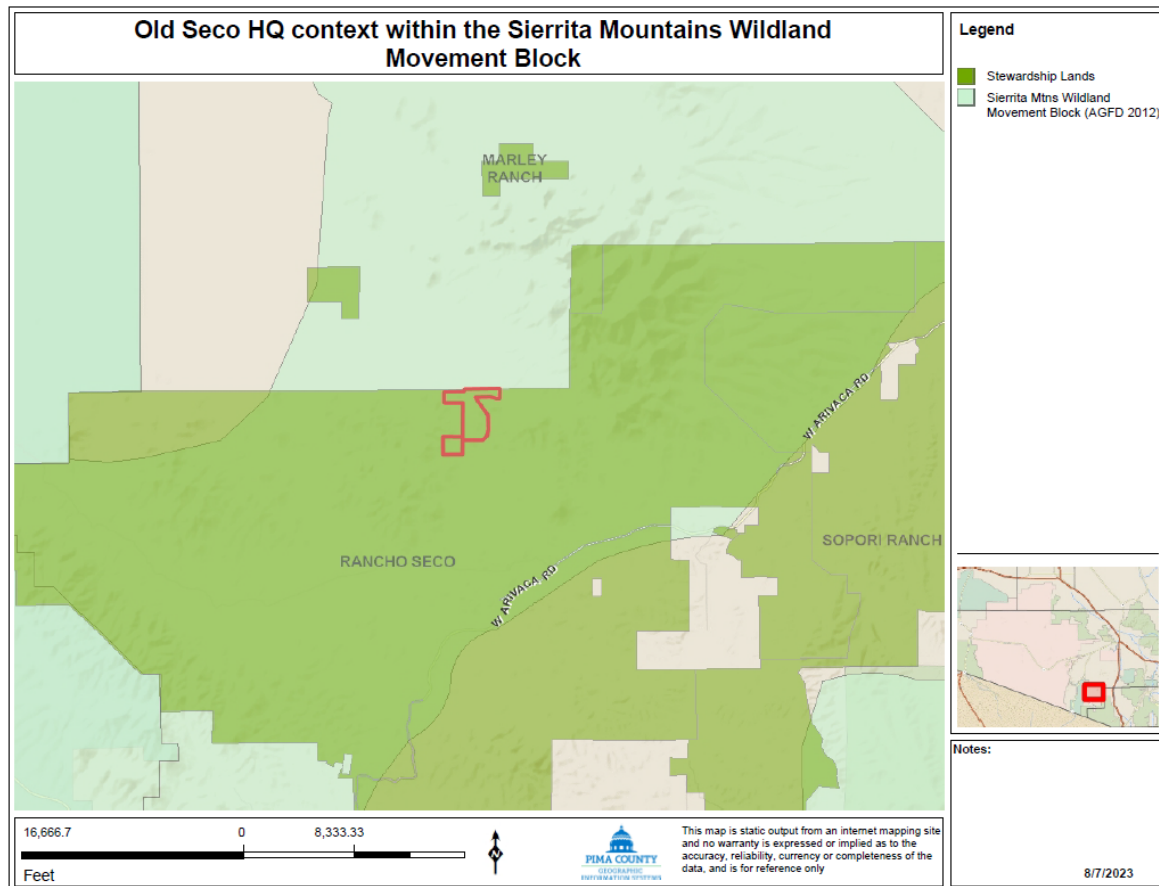 Old Seco HQ context within the Sierrita Mountains Wildland
Movement Block
Legend
Stewardship Lands
Sierrita Mtns Wildland
Movement Block (AGFD 2012)
MARLEY
RANCH
W ARIVACA RD
SOPORI RANCH
RANCHO SECO
W ARIVACA RD
Notes:
16,666.7
0
8,333.33
Feet
N
PIMA COUNTY
GEOGRAPHIC
INFORMATION SYSTEMS
This map is static output from an internet mapping site
and no warranty is expressed or implied as to the
accuracy, reliability, currency or completeness of the
data, and is for reference only
8/7/2023